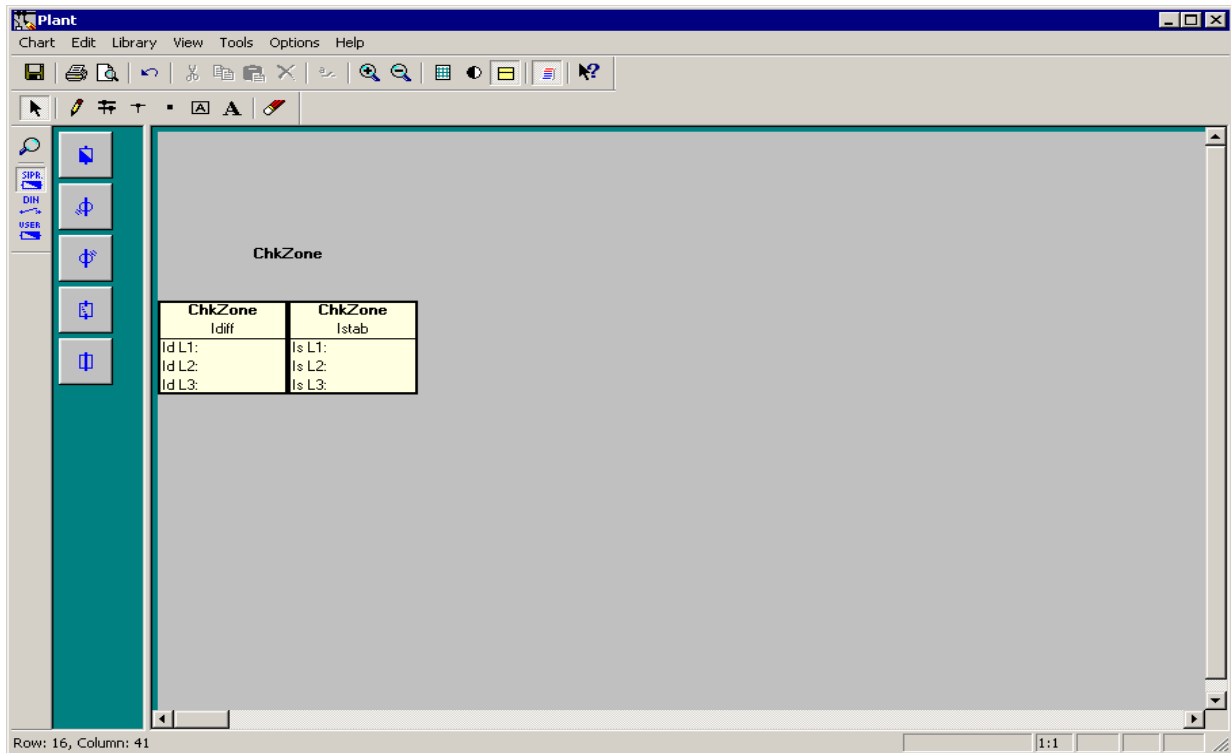 Plant
Chart Edit Library View Tools Options Help
A A
SIPR.
DIN
USER
ChkZone
ChkZone ChkZone
Idiff Istab
Id L1: Is L1:
Id L2: Is L2:
Id L3: Is L3:
Row: 16, Column: 41 1:1